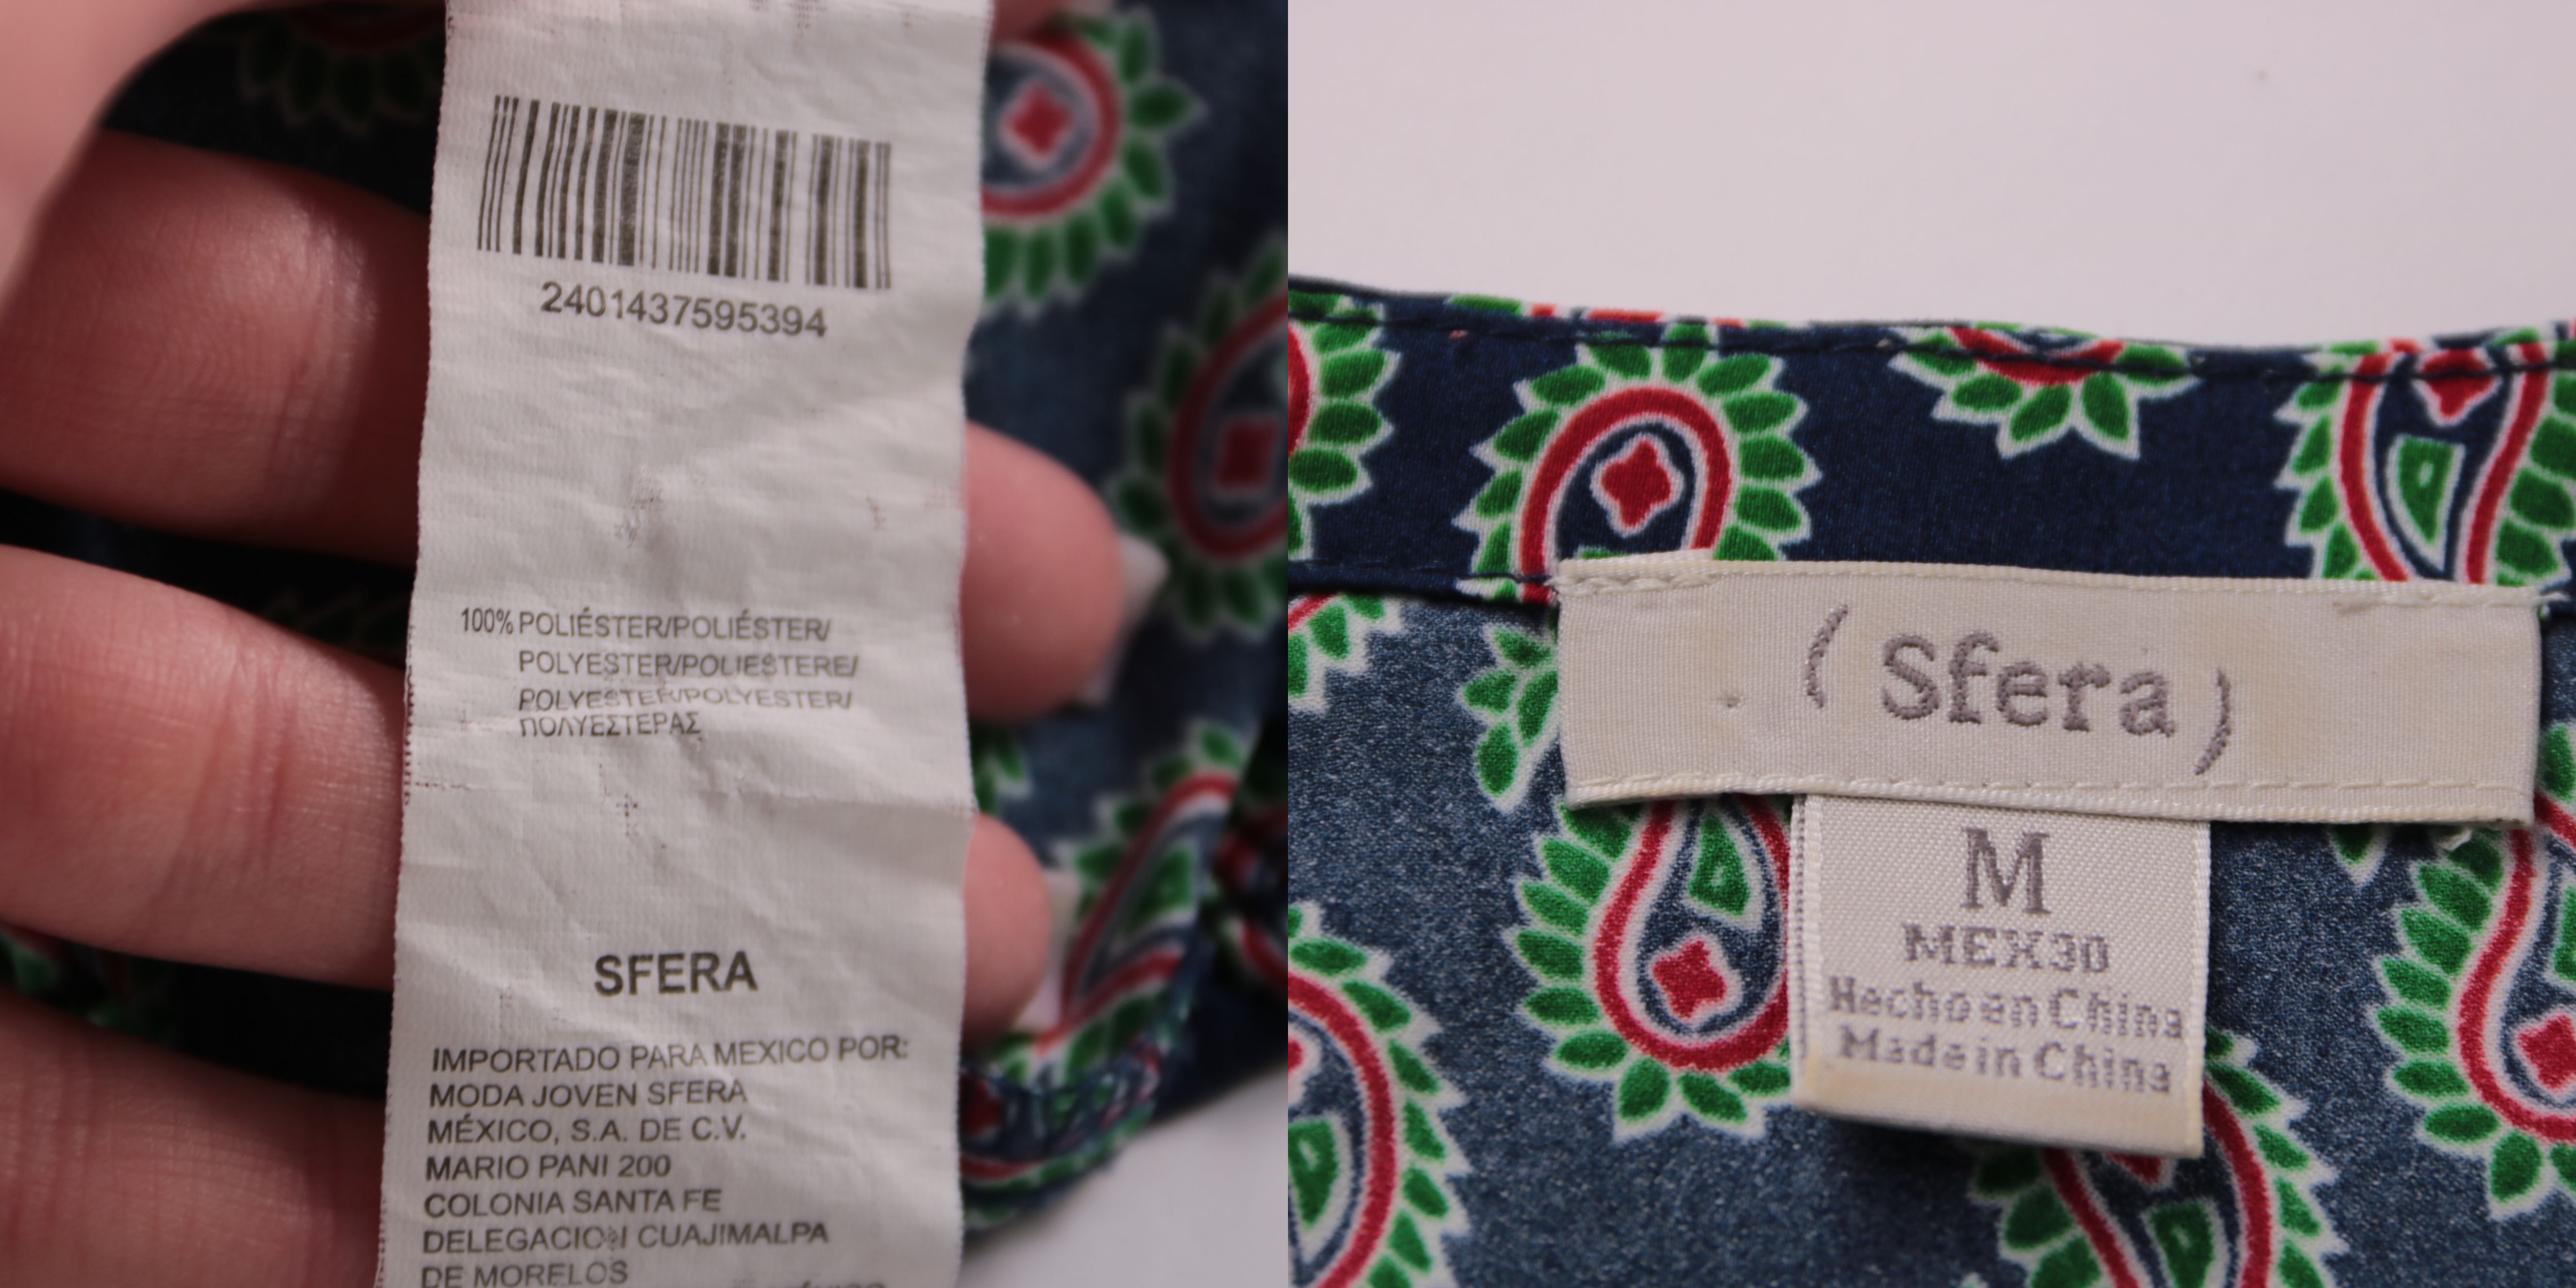 2401437595394
100% POLIÉSTER/POLIÉSTER/
POLYESTER/POLIESTERE/
POLYESTER/POLYESTER/
ΠΟΛΥΕΣΤΕΡΑΣ
SFERA
IMPORTADO PARA MEXICO POR:
MODA JOVEN SFERA
MÉXICO, S.A. DE C.V.
MARIO PANI 200
COLONIA SANTA FE
DELEGACION CUAJIMALPA
DE MORELOS
( Sfera )
M
MEX30
Hecho en China
Made in China